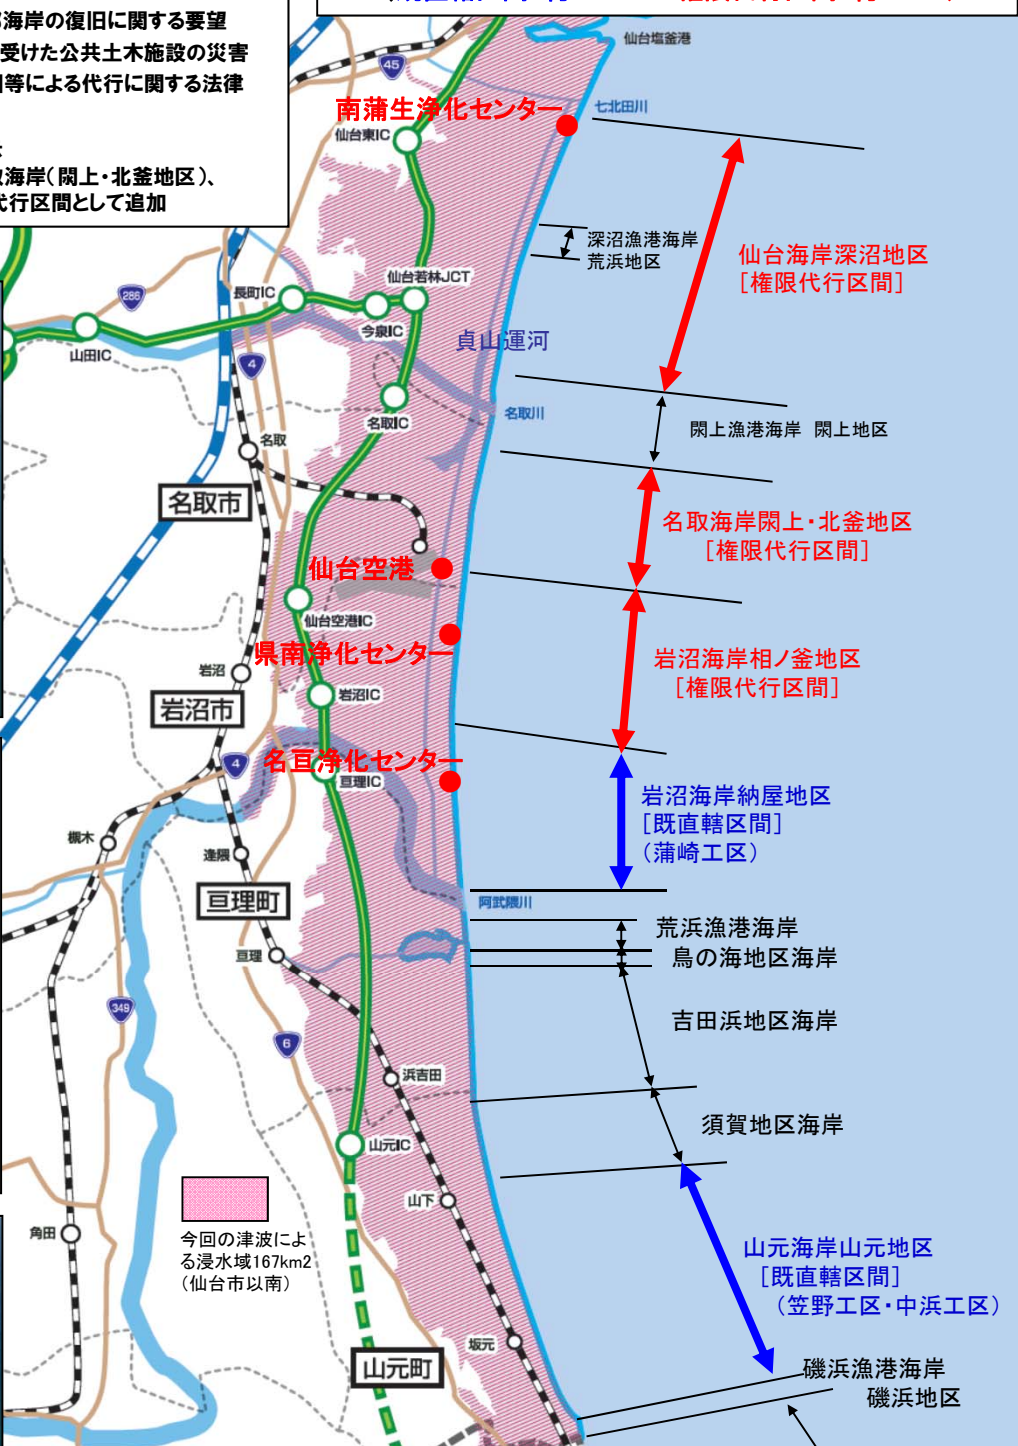 海岸の復旧に関する要望
受けた公共土木施設の災害
等による代行に関する法律
海岸(閖上・北釜地区)、
代行区間として追加
仙台塩釜港
45
南蒲生浄化センター
七北田川
仙台東IC
深沼漁港海岸
荒浜地区
仙台海岸深沼地区
[権限代行区間]
仙台若林JCT
長町IC
286
今泉IC
山田IC
貞山運河
4
名取川
名取IC
閖上漁港海岸 閖上地区
名取
名取市
名取海岸閖上・北釜地区
[権限代行区間]
仙台空港
仙台空港IC
県南浄化センター
岩沼海岸相ノ釜地区
[権限代行区間]
岩沼
岩沼IC
岩沼市
名亘浄化センター
4
亘理IC
岩沼海岸納屋地区
[既直轄区間]
(蒲崎工区)
槻木
逢隈
亘理町
阿武隈川
荒浜漁港海岸
鳥の海地区海岸
亘理
349
6
吉田浜地区海岸
浜吉田
須賀地区海岸
山元IC
山下
今回の津波によ
る浸水域167km2
(仙台市以南)
角田
山元海岸山元地区
[既直轄区間]
(笠野工区・中浜工区)
坂元
山元町
磯浜漁港海岸
磯浜地区